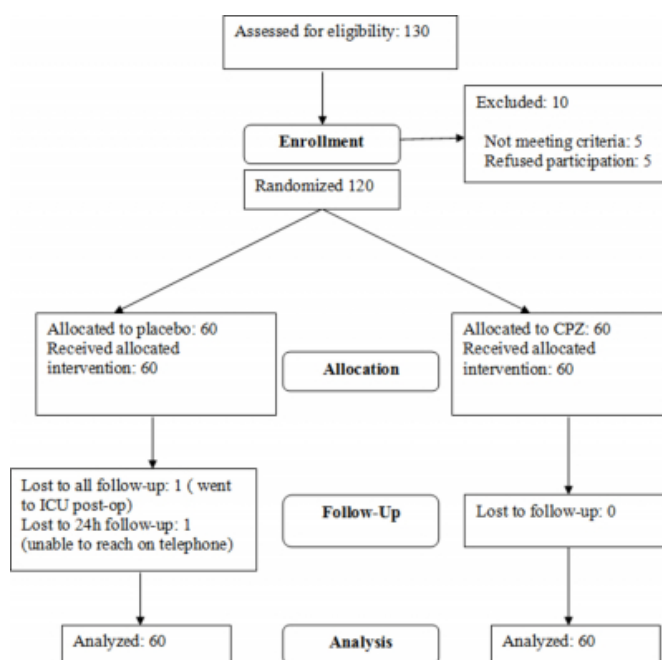 Assessed for eligibility: 130
Excluded: 10
Not meeting criteria: 5
Refused participation: 5
Enrollment
Randomized 120
Allocated to placebo: 60
Received allocated
intervention: 60
Allocation
Allocated to CPZ: 60
Received allocated
intervention: 60
Lost to all follow-up: 1 ( went
to ICU post-op)
Lost to 24h follow-up: 1
(unable to reach on telephone)
Follow-Up
Lost to follow-up: 0
Analyzed: 60
Analysis
Analyzed: 60